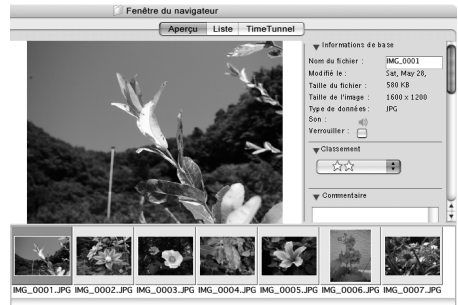 Fenêtre du navigateur
Aperçu Liste TimeTunnel
Informations de base
Nom du fichier : IMG_0001
Modifié le : Sat, May 28,
Taille du fichier : 580 KB
Taille de l'image : 1600 x 1200
Type de données : JPG
Son :
Verrouiller :
Classement
Commentaire
IMG_0001.JPG IMG_0002.JPG IMG_0003.JPG IMG_0004.JPG IMG_0005.JPG IMG_0006.JPG IMG_0007.JPG